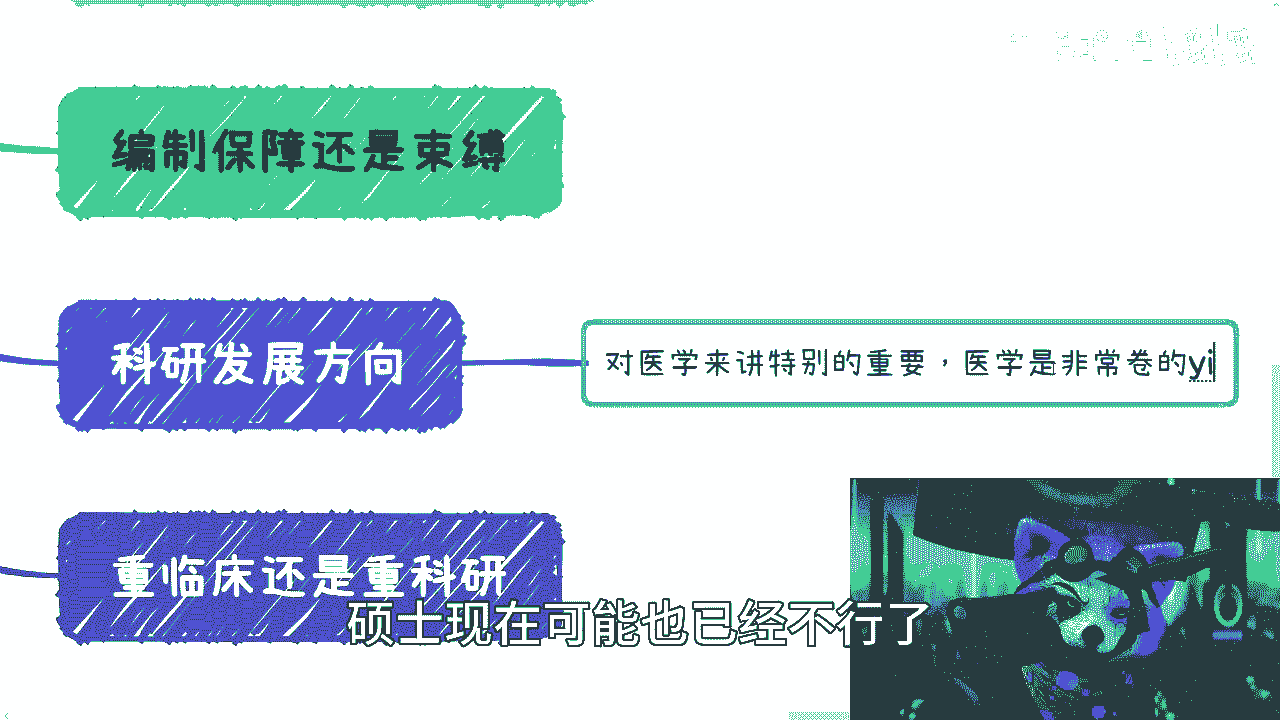 编制保障还是束缚
科研发展方向
对医学来讲特别的重要，医学是非常卷的yi
重临床还是重科研
硕士现在可能也已经不行了